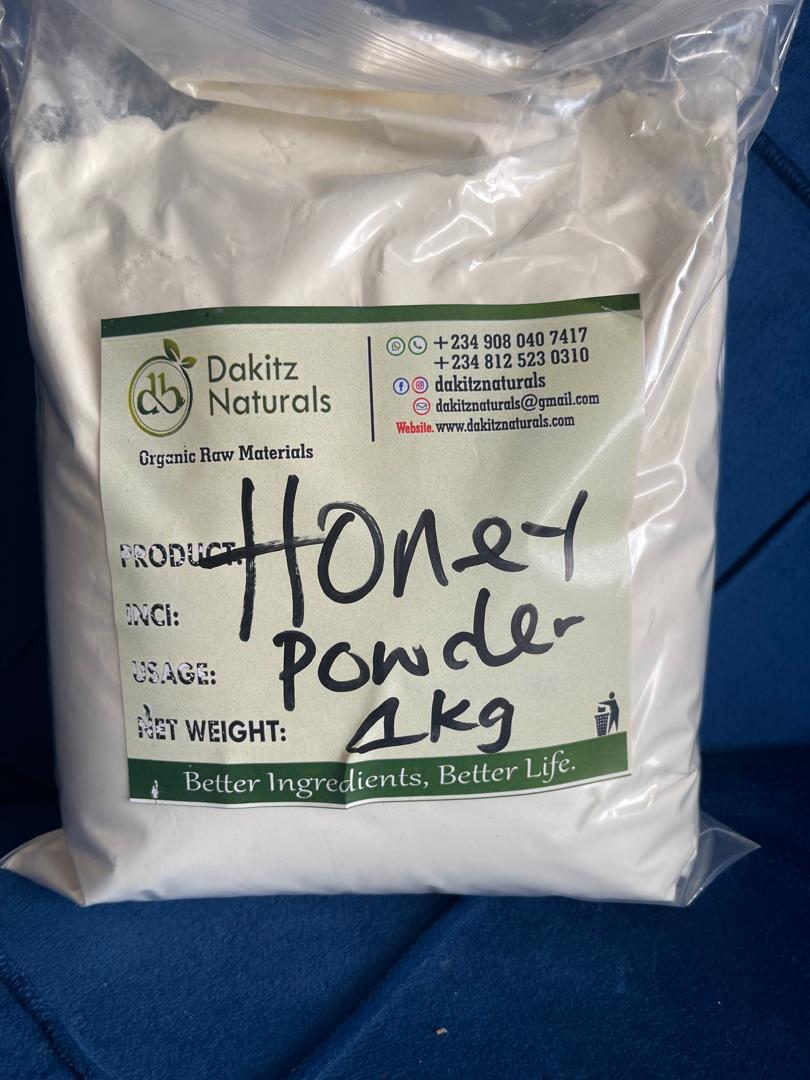 Dakitz
Naturals
Organic Raw Materials
+234 908 040 7417
+234 812 523 0310
dakitznaturals
dakitznaturals@gmail.com
Website. www.dakitznaturals.com
PRODUCT: Honey
INCI:
Powder
USAGE:
NET WEIGHT: 1kg
Better Ingredients, Better Life.